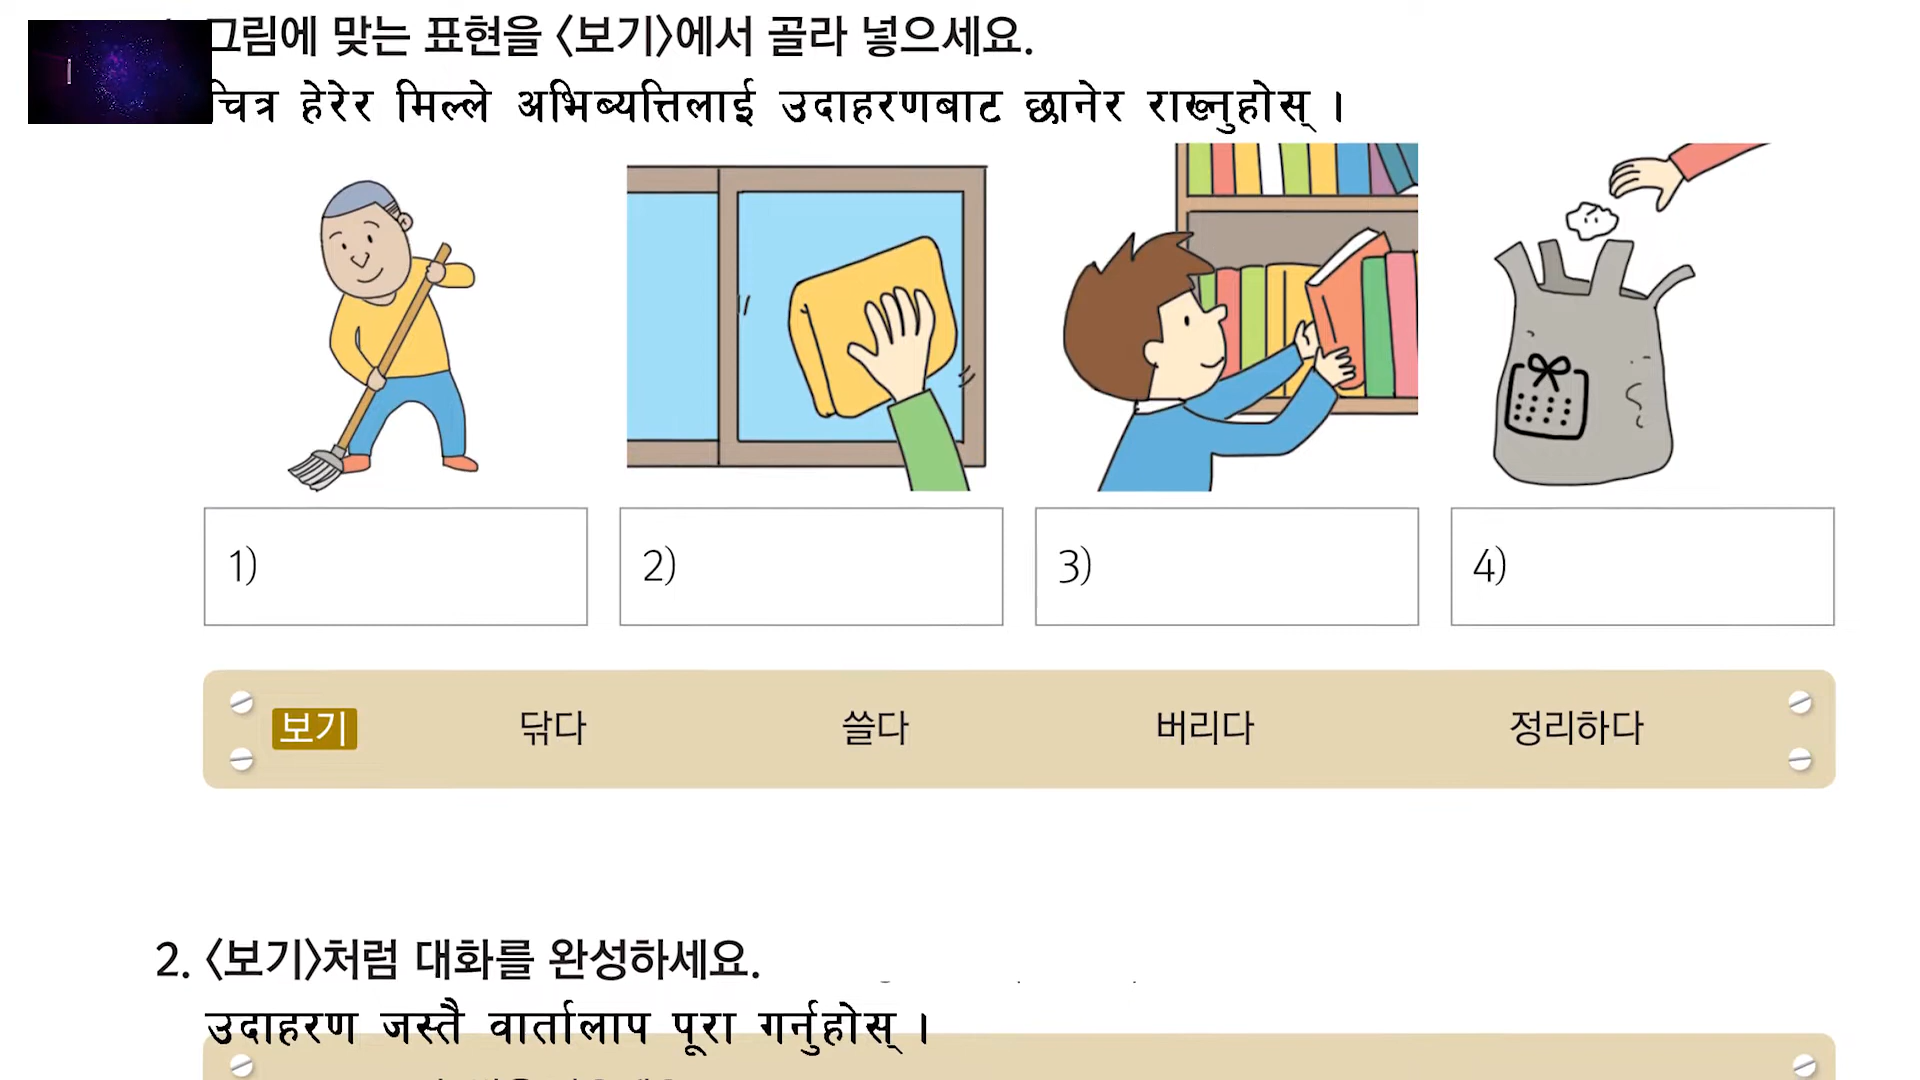 그림에 맞는 표현을 〈보기〉에서 골라 넣으세요.
चित्र हेरेर मिल्ने अभिब्यत्तिलाई उदाहरणबाट छानेर राख्नुहोस् ।
1)
2)
3)
4)
보기 닦다 쓸다 버리다 정리하다
2. 〈보기〉처럼 대화를 완성하세요.
उदाहरण जस्तै वार्तालाप पूरा गर्नुहोस् ।